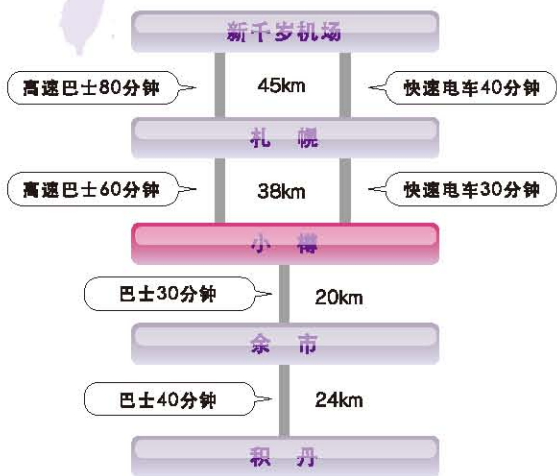 新千岁机场
高速巴士80分钟
45km
快速电车40分钟
札 幌
高速巴士60分钟
38km
快速电车30分钟
小 樽
巴士30分钟
20km
余 市
巴士40分钟
24km
积 丹